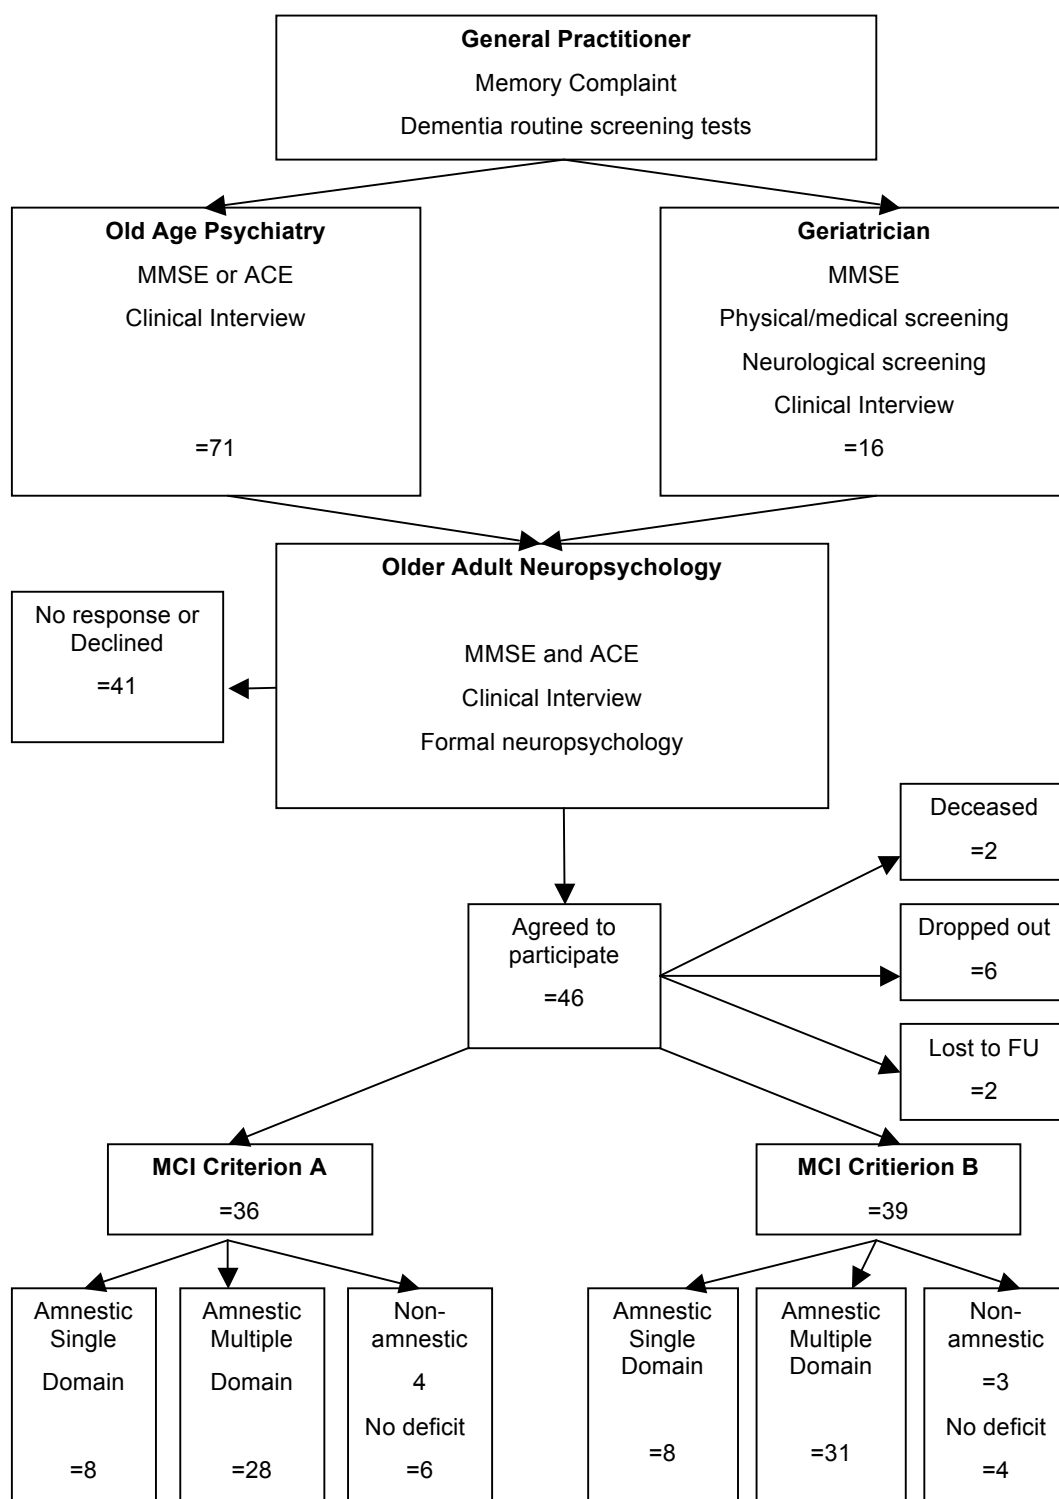 General Practitioner
Memory Complaint
Dementia routine screening tests
Old Age Psychiatry
MMSE or ACE
Clinical Interview
=71
Geriatrician
MMSE
Physical/medical screening
Neurological screening
Clinical Interview
=16
Older Adult Neuropsychology
MMSE and ACE
Clinical Interview
Formal neuropsychology
No response or
Declined
=41
Deceased
=2
Agreed to
participate
=46
Dropped out
=6
Lost to FU
=2
MCI Criterion A
=36
MCI Critierion B
=39
Amnestic
Single
Domain
=8
Amnestic
Multiple
Domain
=28
Non-
amnestic
4
No deficit
=6
Amnestic
Single
Domain
=8
Amnestic
Multiple
Domain
=31
Non-
amnestic
=3
No deficit
=4